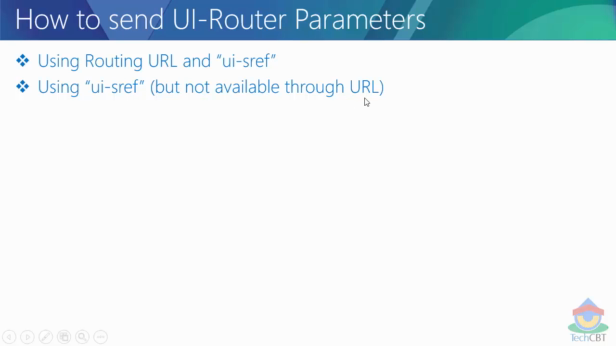 How to send UI-Router Parameters
Using Routing URL and “ui-sref”
Using “ui-sref” (but not available through URL)
TechCBT